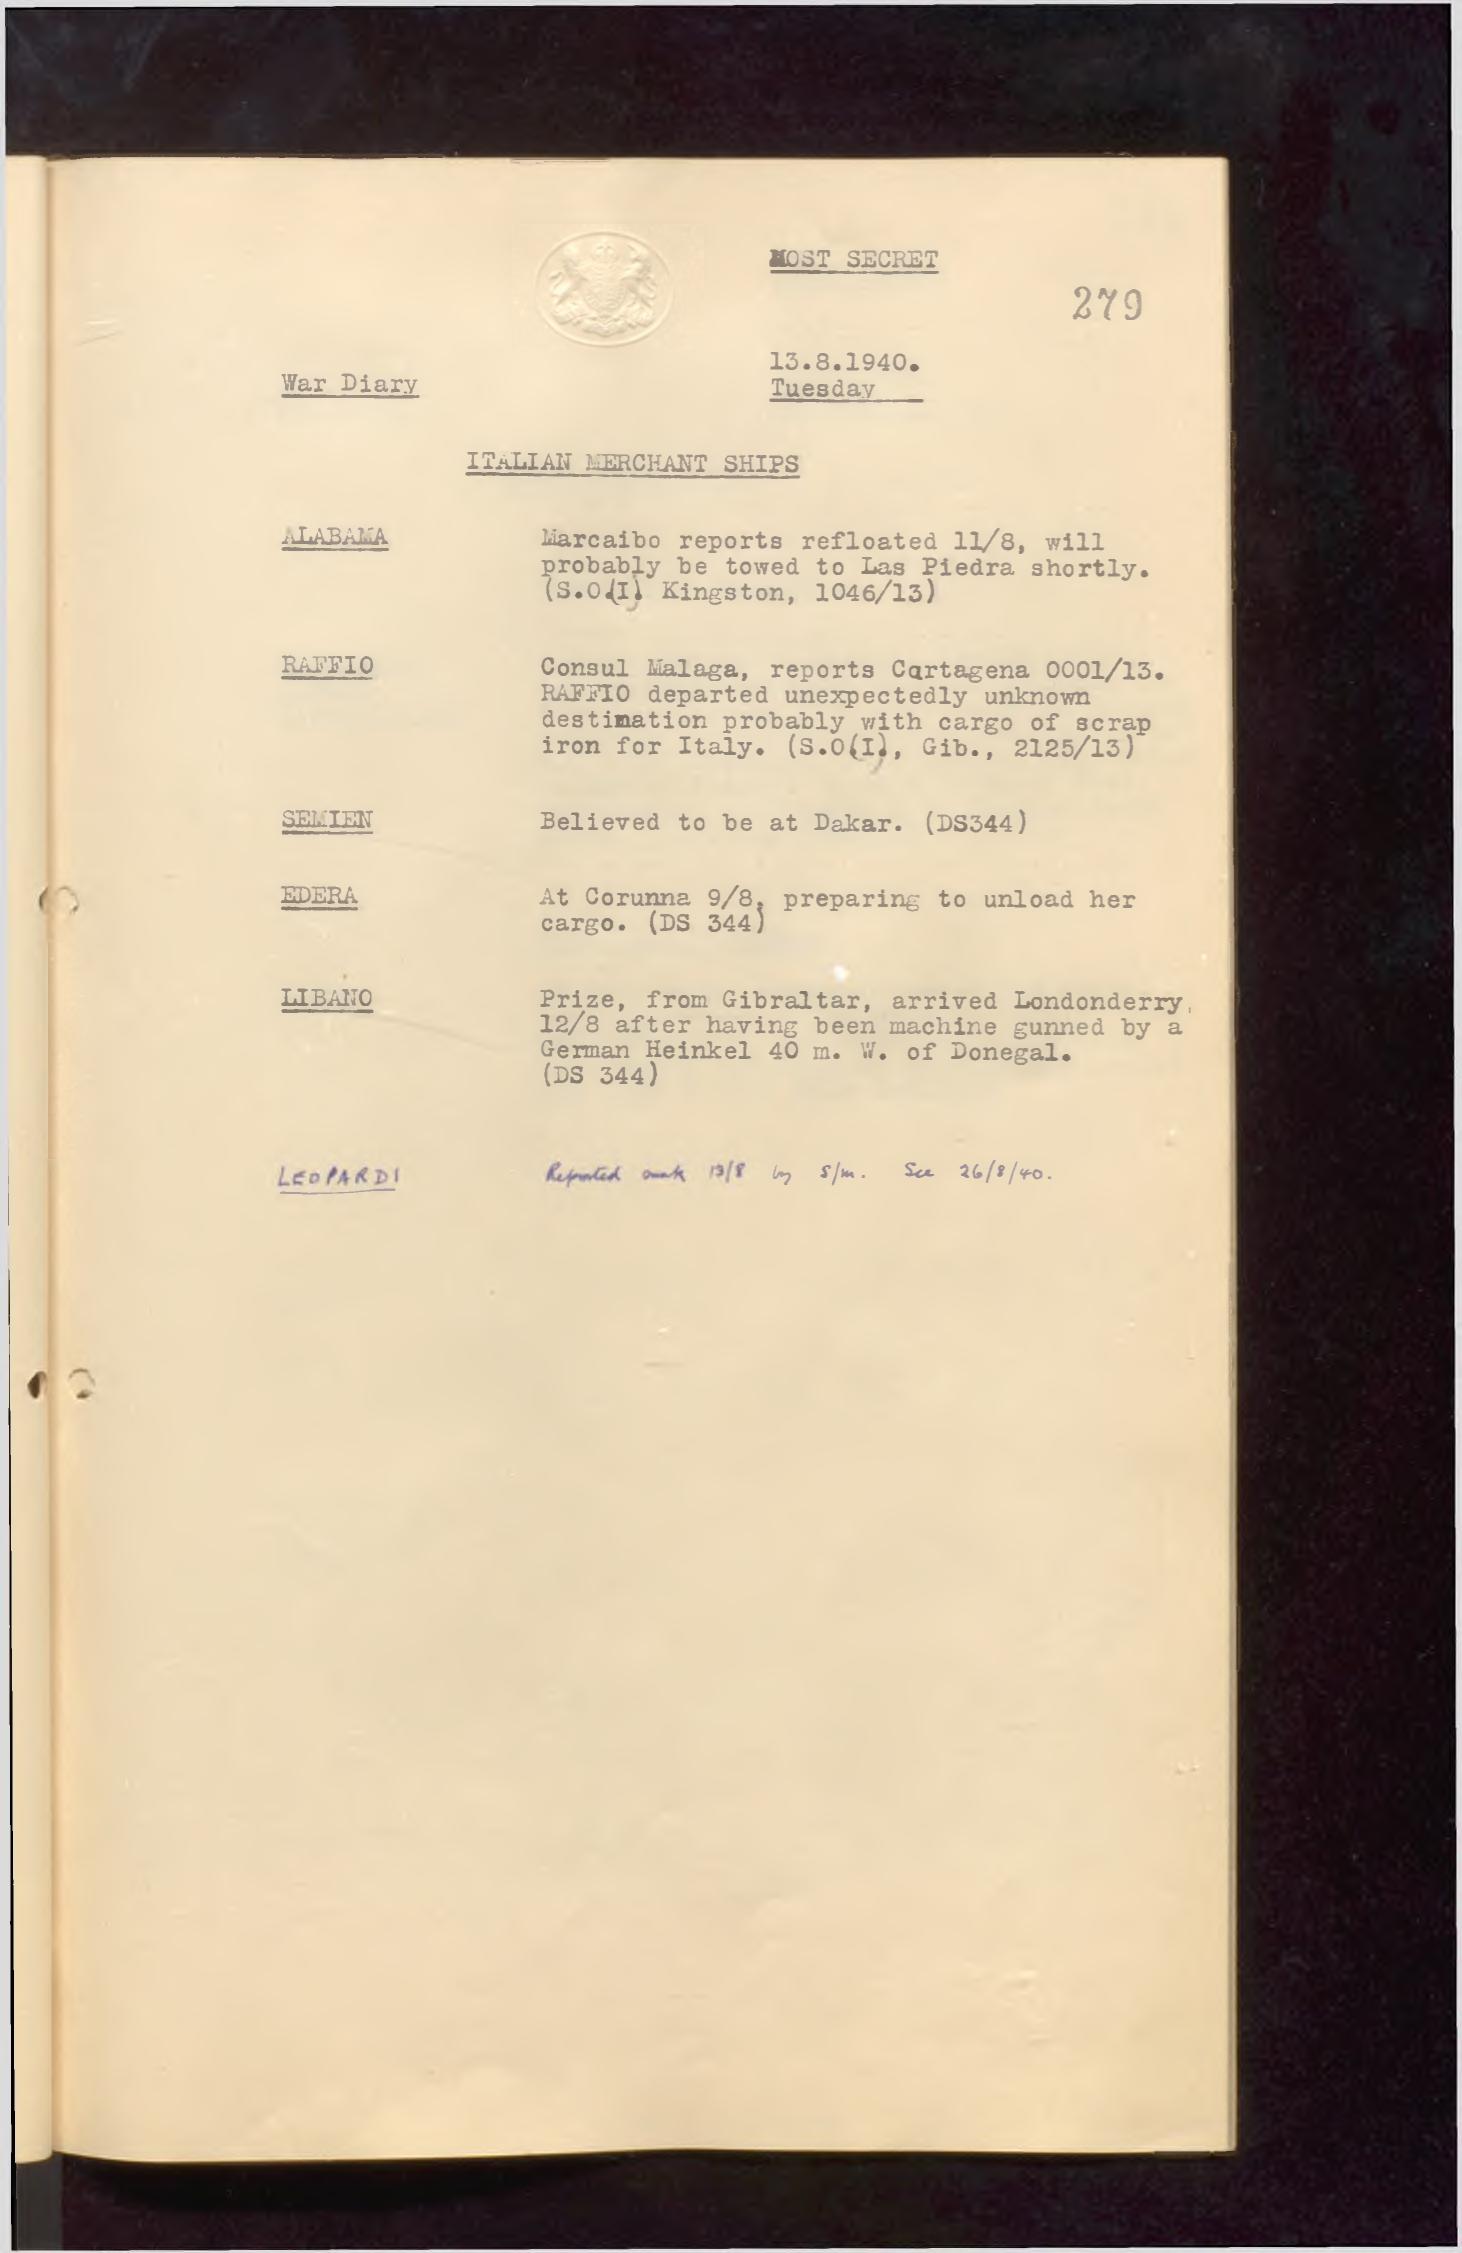 MOST SECRET
279
13.8.1940.
War Diary
Tuesday
ITALIAN MERCHANT SHIPS
ALABAMA Marcaibo reports refloated 11/8, will
probably be towed to Las Piedra shortly.
(S.O.(I) Kingston, 1046/13)
RAFFIO Consul Malaga, reports Cartagena 0001/13.
RAFFIO departed unexpectedly unknown
destination probably with cargo of scrap
iron for Italy. (S.O(I), Gib., 2125/13)
SEMIEN Believed to be at Dakar. (DS344)
EDERA At Corunna 9/8, preparing to unload her
cargo. (DS 344)
LIBANO Prize, from Gibraltar, arrived Londonderry,
12/8 after having been machine gunned by a
German Heinkel 40 m. W. of Donegal.
(DS 344)
LEOPARDI Reported sunk 13/8 by S/m. See 26/8/40.